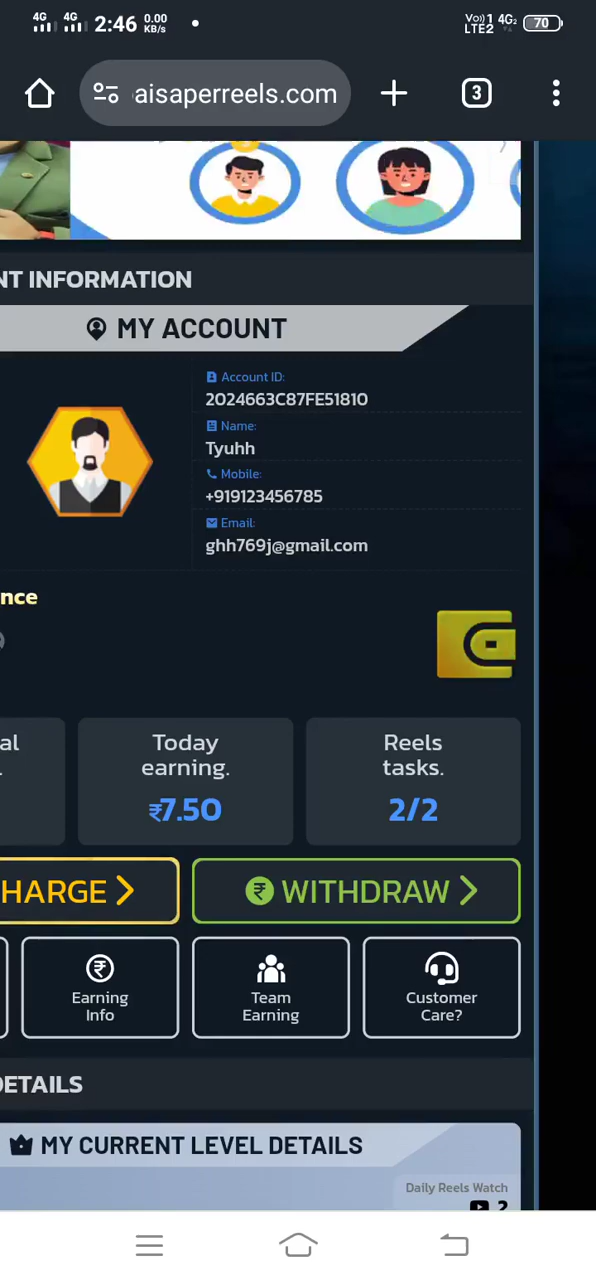 4G 4G 2:46 0.00 KB/s Vo)) 1 LTE2 4G2 70
aisaperreels.com 3
NT INFORMATION
MY ACCOUNT
Account ID:
2024663C87FE51810
Name:
Tyuhh
Mobile:
+919123456785
Email:
ghh769j@gmail.com
nce
al
.
Today
earning.
₹7.50
Reels
tasks.
2/2
HARGE
₹ WITHDRAW
₹
Earning
Info
Team
Earning
Customer
Care?
DETAILS
MY CURRENT LEVEL DETAILS
Daily Reels Watch